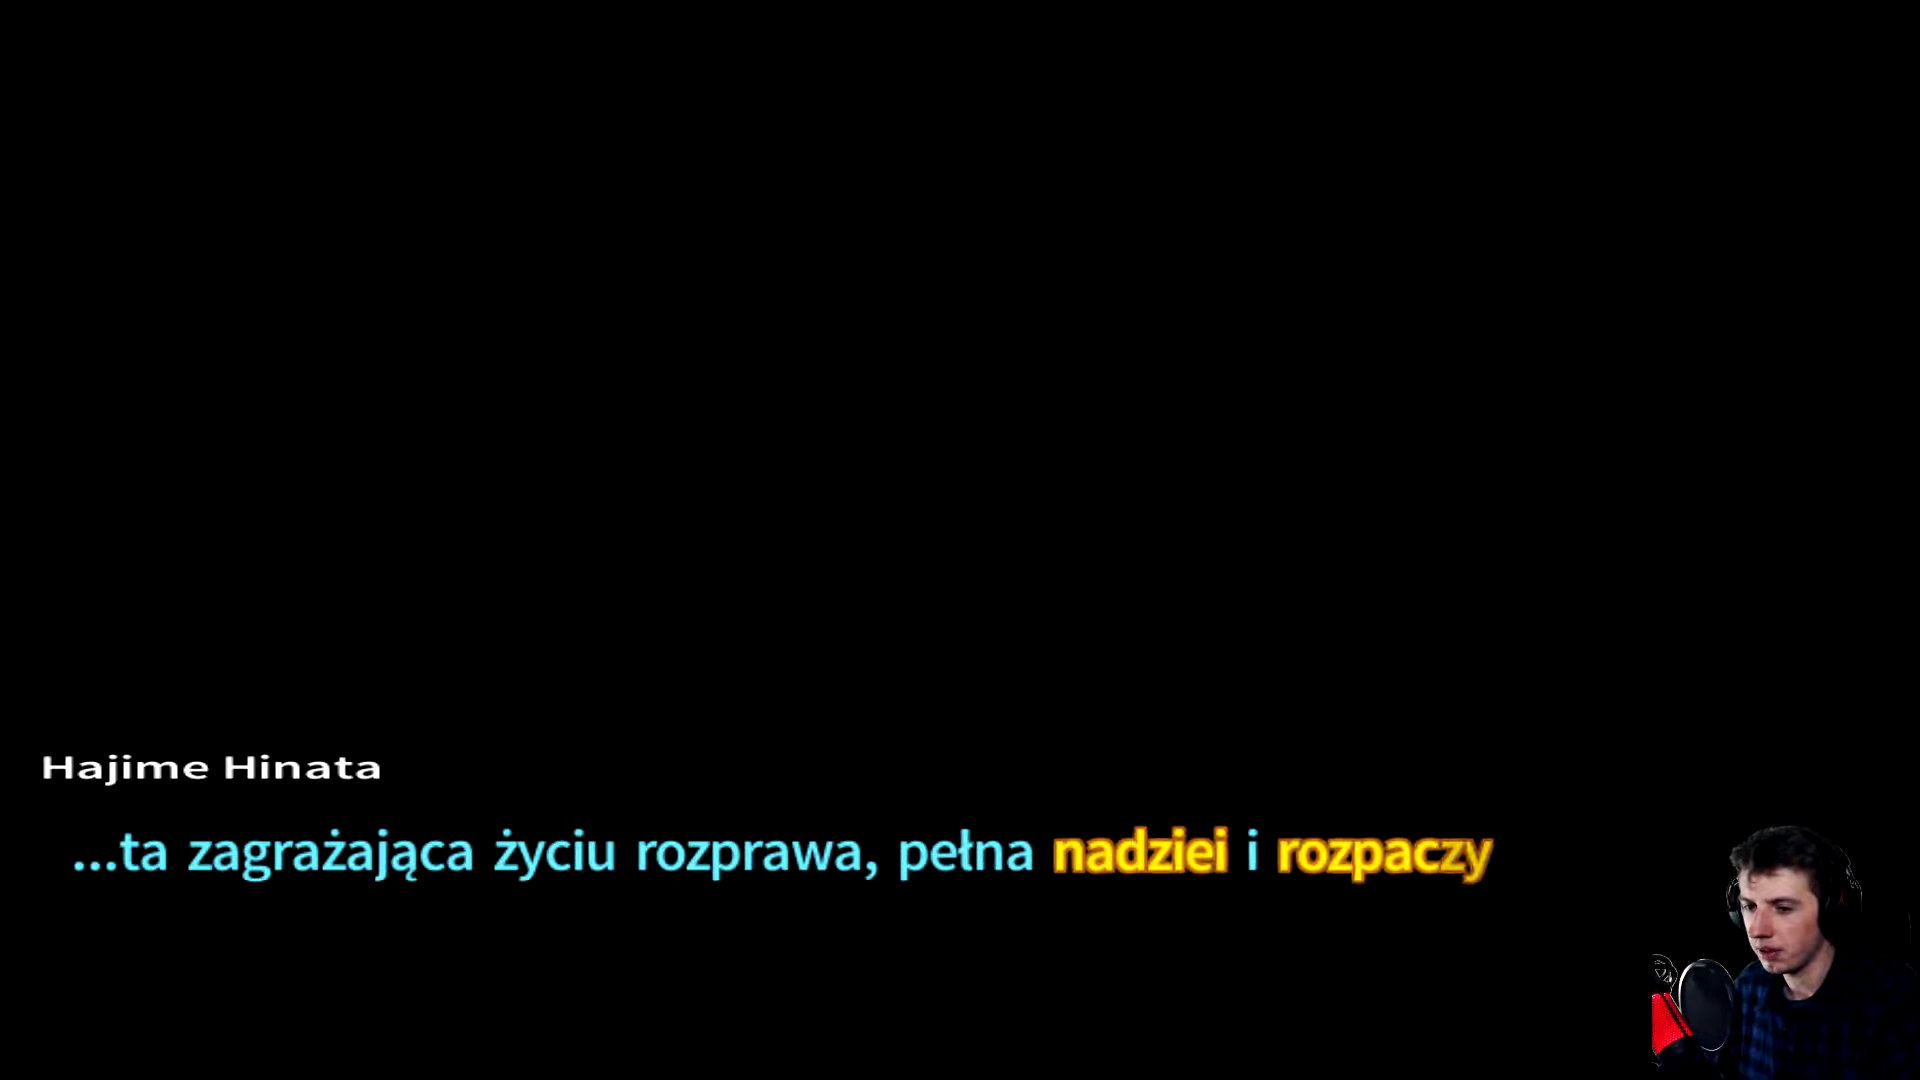 Hajime Hinata
...ta zagrażająca życiu rozprawa, pełna nadziei i rozpaczy